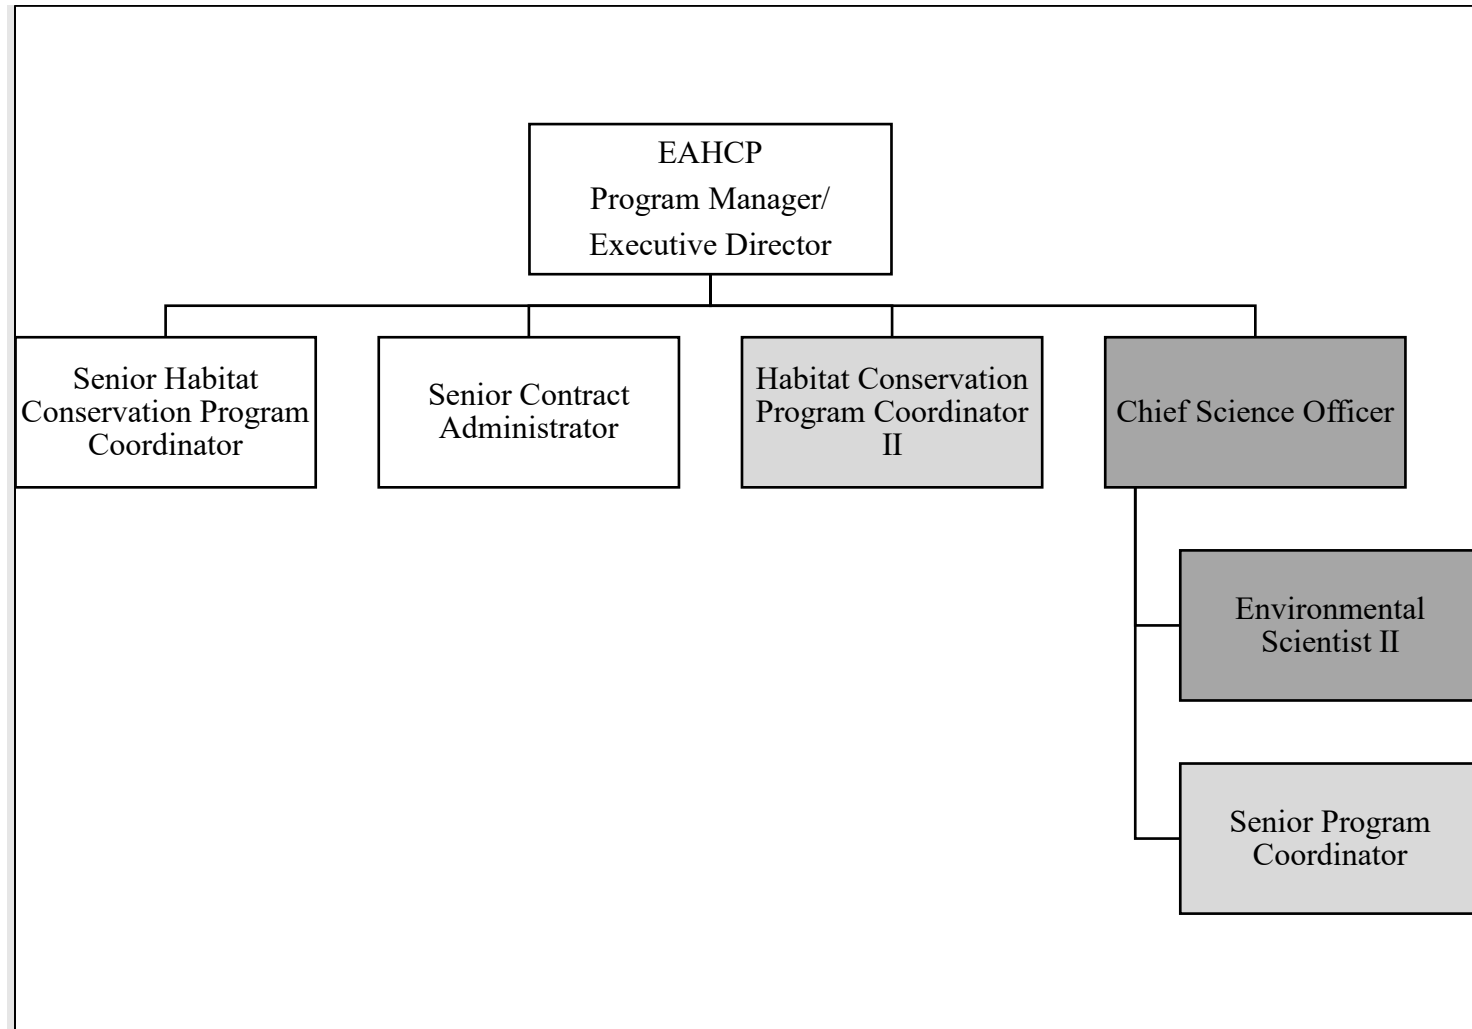 EAHCP
Program Manager/
Executive Director
Senior Habitat
Conservation Program
Coordinator
Senior Contract
Administrator
Habitat Conservation
Program Coordinator
II
Chief Science Officer
Environmental
Scientist II
Senior Program
Coordinator